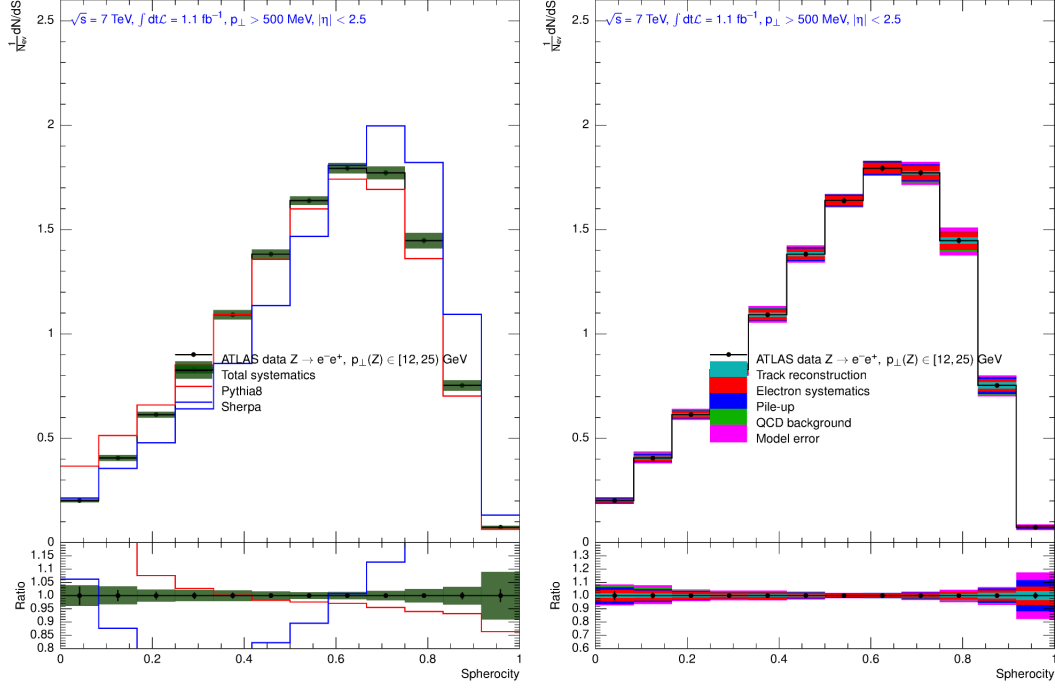 1/N_ev dN/dS
√s = 7 TeV, ∫ dtℒ = 1.1 fb⁻¹, p⊥ > 500 MeV, |η| < 2.5
2.5
2
1.5
1
0.5
0
ATLAS data Z → e⁻e⁺, p⊥(Z) ∈ [12, 25) GeV
Total systematics
Pythia8
Sherpa
Ratio
1.15
1.1
1.05
1.0
0.95
0.9
0.85
0.8
0 0.2 0.4 0.6 0.8 1
Spherocity
1/N_ev dN/dS
√s = 7 TeV, ∫ dtℒ = 1.1 fb⁻¹, p⊥ > 500 MeV, |η| < 2.5
2.5
2
1.5
1
0.5
0
ATLAS data Z → e⁻e⁺, p⊥(Z) ∈ [12, 25) GeV
Track reconstruction
Electron systematics
Pile-up
QCD background
Model error
Ratio
1.3
1.2
1.1
1.0
0.9
0.8
0.7
0.6
0 0.2 0.4 0.6 0.8 1
Spherocity